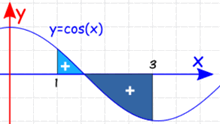 y
y=cos(x)
x
3
+
1
+